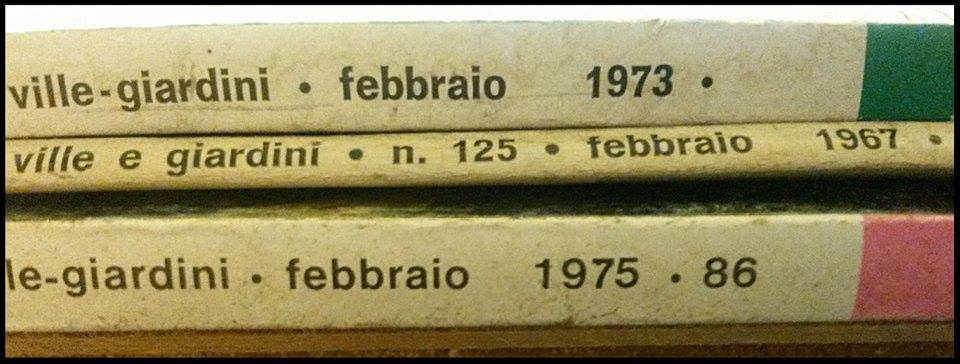 ville-giardini • febbraio 1973 •
ville e giardini • n. 125 • febbraio 1967 •
le-giardini • febbraio 1975 • 86